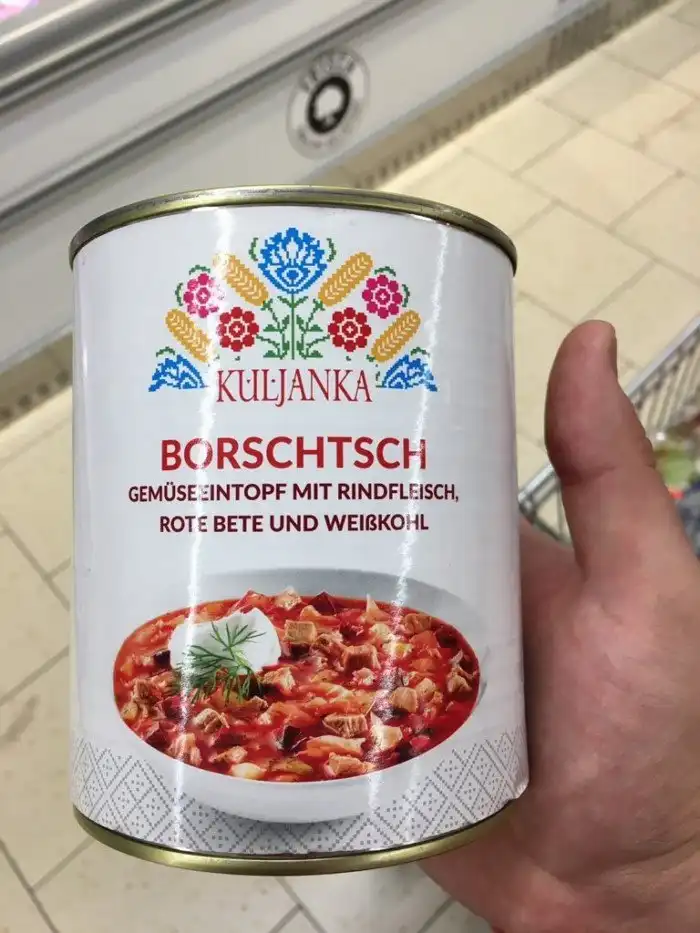 KULJANKA
BORSCHTSCH
GEMÜSEEINTOPF MIT RINDFLEISCH,
ROTE BETE UND WEIßKOHL